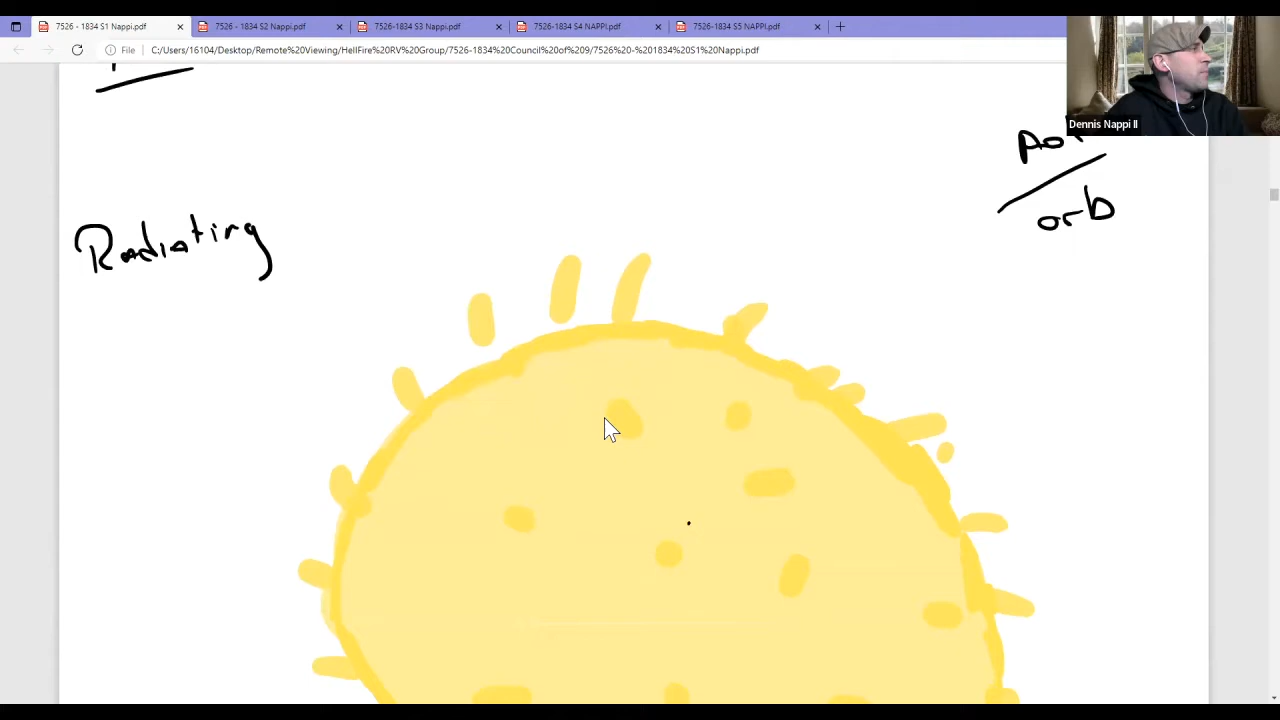 7526 - 1834 S1 Nappi.pdf
7526 - 1834 S2 Nappi.pdf
7526-1834 S3 Nappi.pdf
7526-1834 S4 NAPPI.pdf
7526-1834 S5 NAPPI.pdf
File
C:/Users/16104/Desktop/Remote%20Viewing/HellFire%20RV%20Group/7526-1834%20Council%20of%209/7526%20-%201834%20S1%20Nappi.pdf
Dennis Nappi II
orb
Radiating